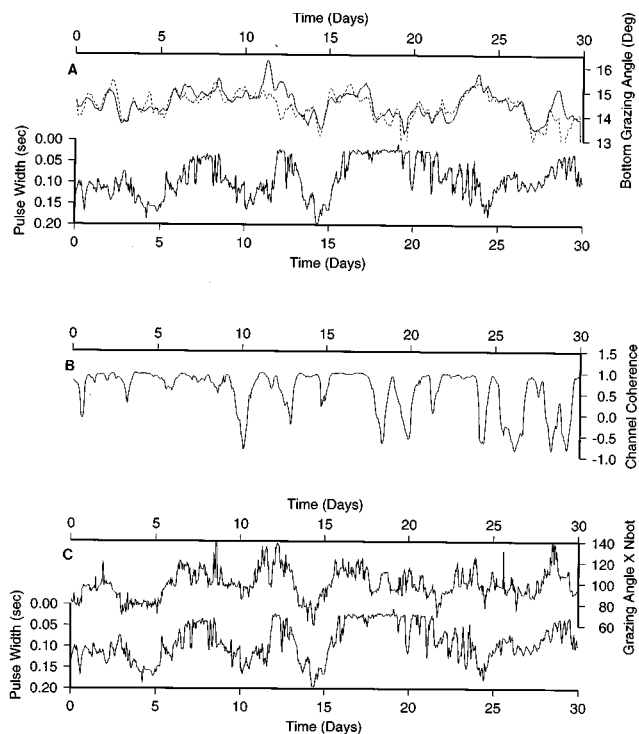 Time (Days)
0 5 10 15 20 25 30
A
16
15
14
13
Bottom Grazing Angle (Deg)
0.00
0.05
0.10
0.15
0.20
Pulse Width (sec)
0 5 10 15 20 25 30
Time (Days)
0 5 10 15 20 25 30
B
1.5
1.0
0.5
0.0
-0.5
-1.0
Channel Coherence
Time (Days)
0 5 10 15 20 25 30
C
140
120
100
80
60
Grazing Angle X Nbot
0.00
0.05
0.10
0.15
0.20
Pulse Width (sec)
0 5 10 15 20 25 30
Time (Days)